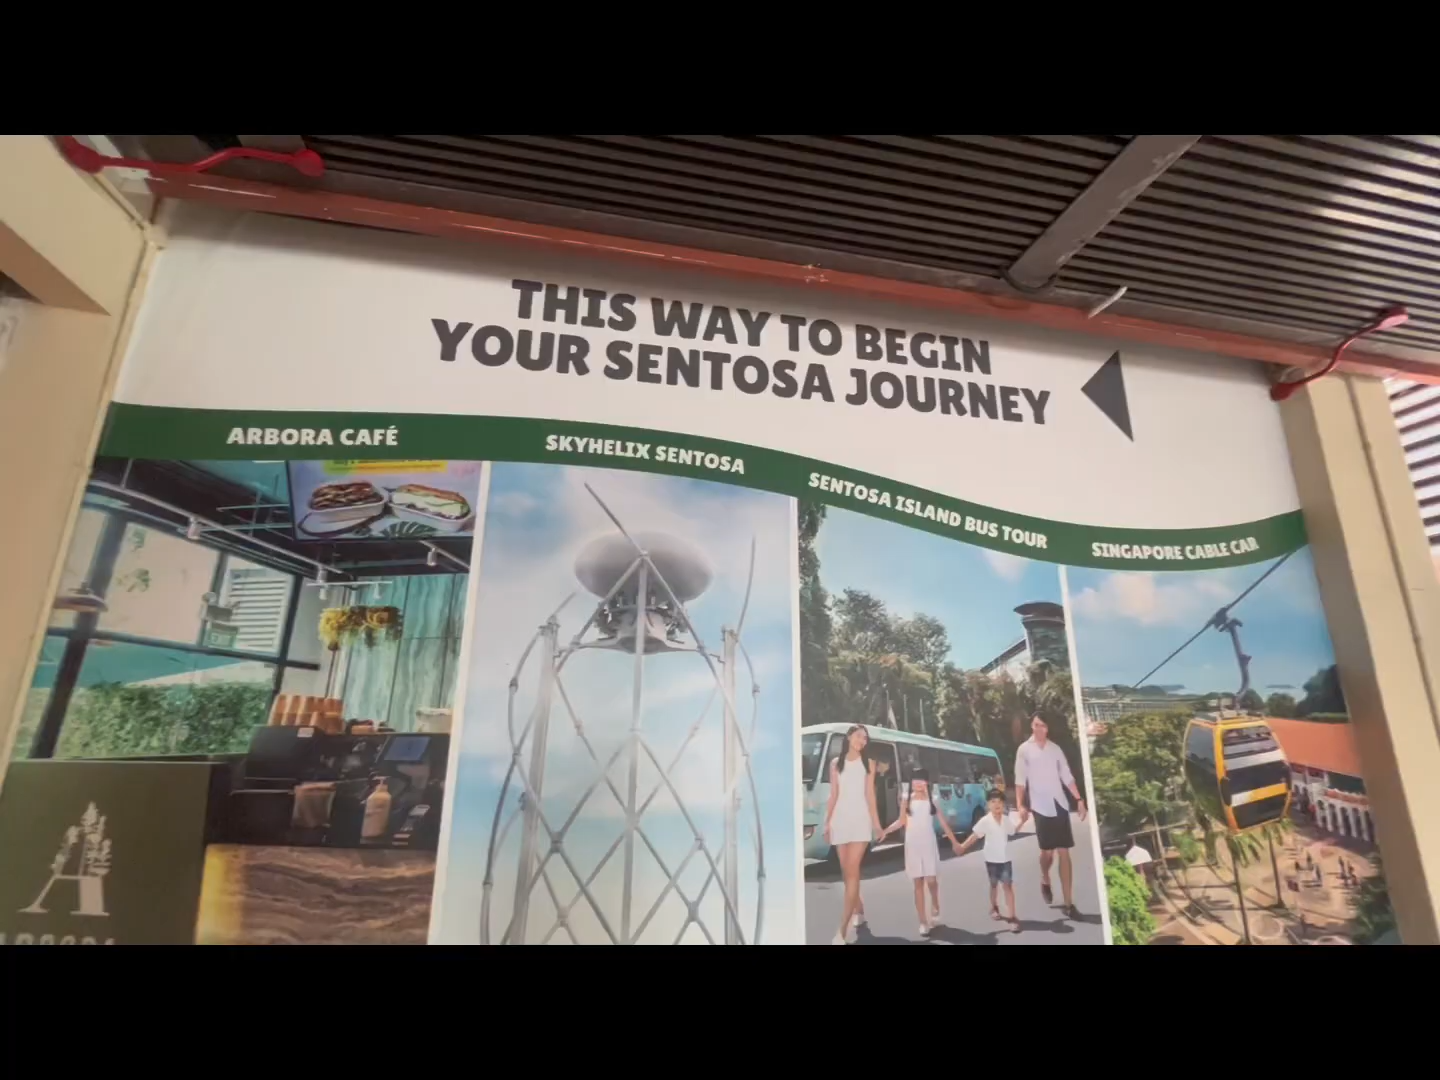 THIS WAY TO BEGIN
YOUR SENTOSA JOURNEY
ARBORA CAFÉ
SKYHELIX SENTOSA
SENTOSA ISLAND BUS TOUR
SINGAPORE CABLE CAR